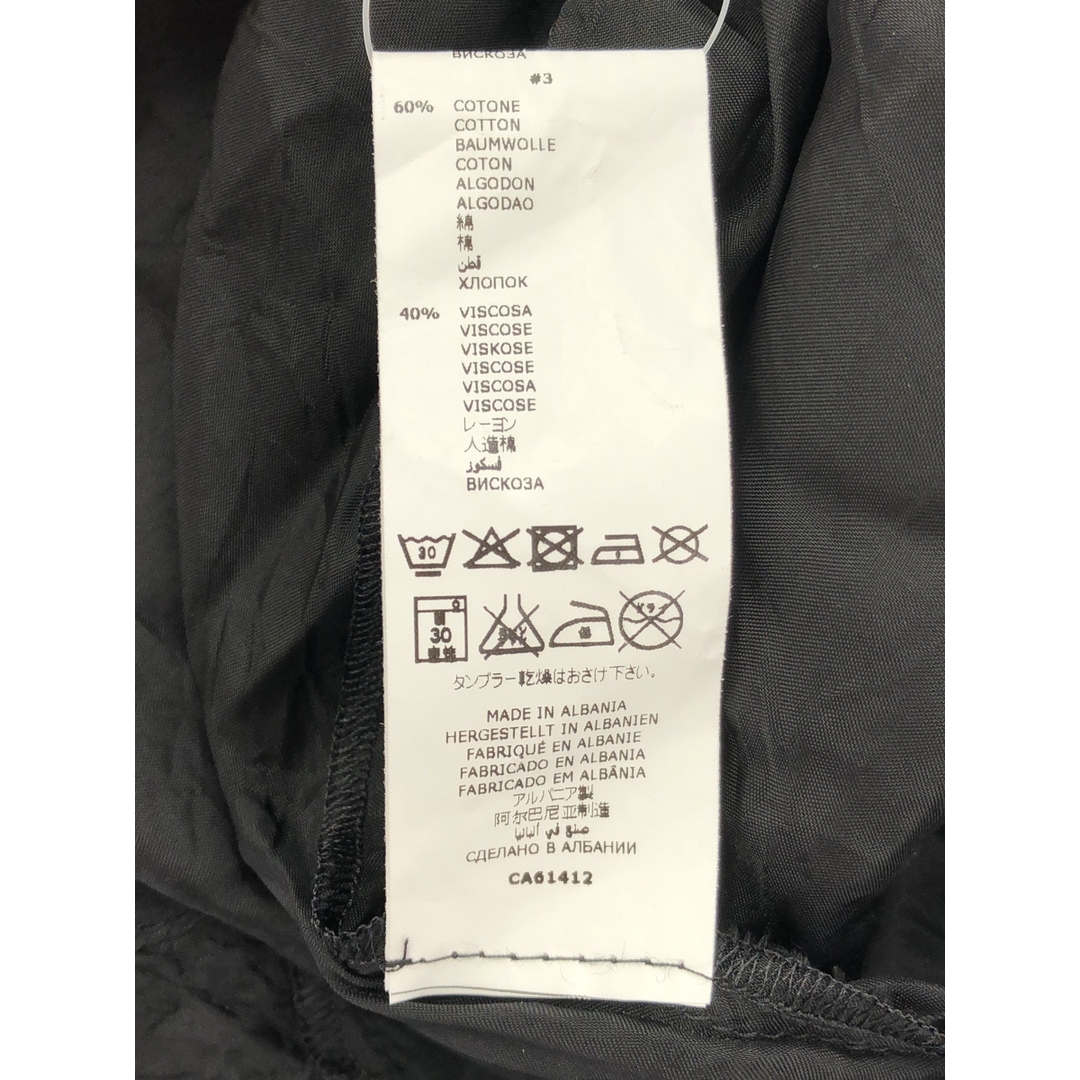 ВИСКОЗА
#3
60% COTONE
COTTON
BAUMWOLLE
COTON
ALGODON
ALGODAO
綿
棉
قطن
ХЛОПОК
40% VISCOSA
VISCOSE
VISKOSE
VISCOSE
VISCOSA
VISCOSE
レーヨン
人造棉
فسكوز
ВИСКОЗА
30
30
タンブラー乾燥はおさけ下さい。
MADE IN ALBANIA
HERGESTELLT IN ALBANIEN
FABRIQUÉ EN ALBANIE
FABRICADO EN ALBANIA
FABRICADO EM ALBÂNIA
アルバニア製
阿尔巴尼亚制造
صنع في ألبانيا
СДЕЛАНО В АЛБАНИИ
CA61412